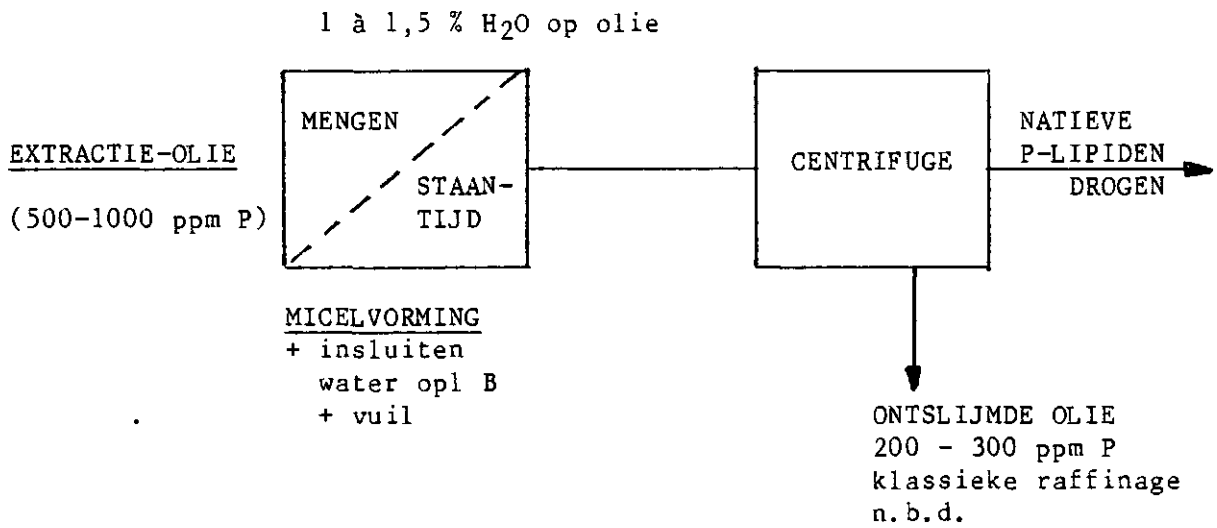 1 à 1,5 % H₂O op olie
EXTRACTIE-OLIE
(500-1000 ppm P)
MENGEN
STAAN-
TIJD
MICELVORMING
+ insluiten
water opl B
+ vuil
CENTRIFUGE
NATIEVE
P-LIPIDEN
DROGEN
ONTSLIJMDE OLIE
200 - 300 ppm P
klassieke raffinage
n.b.d.